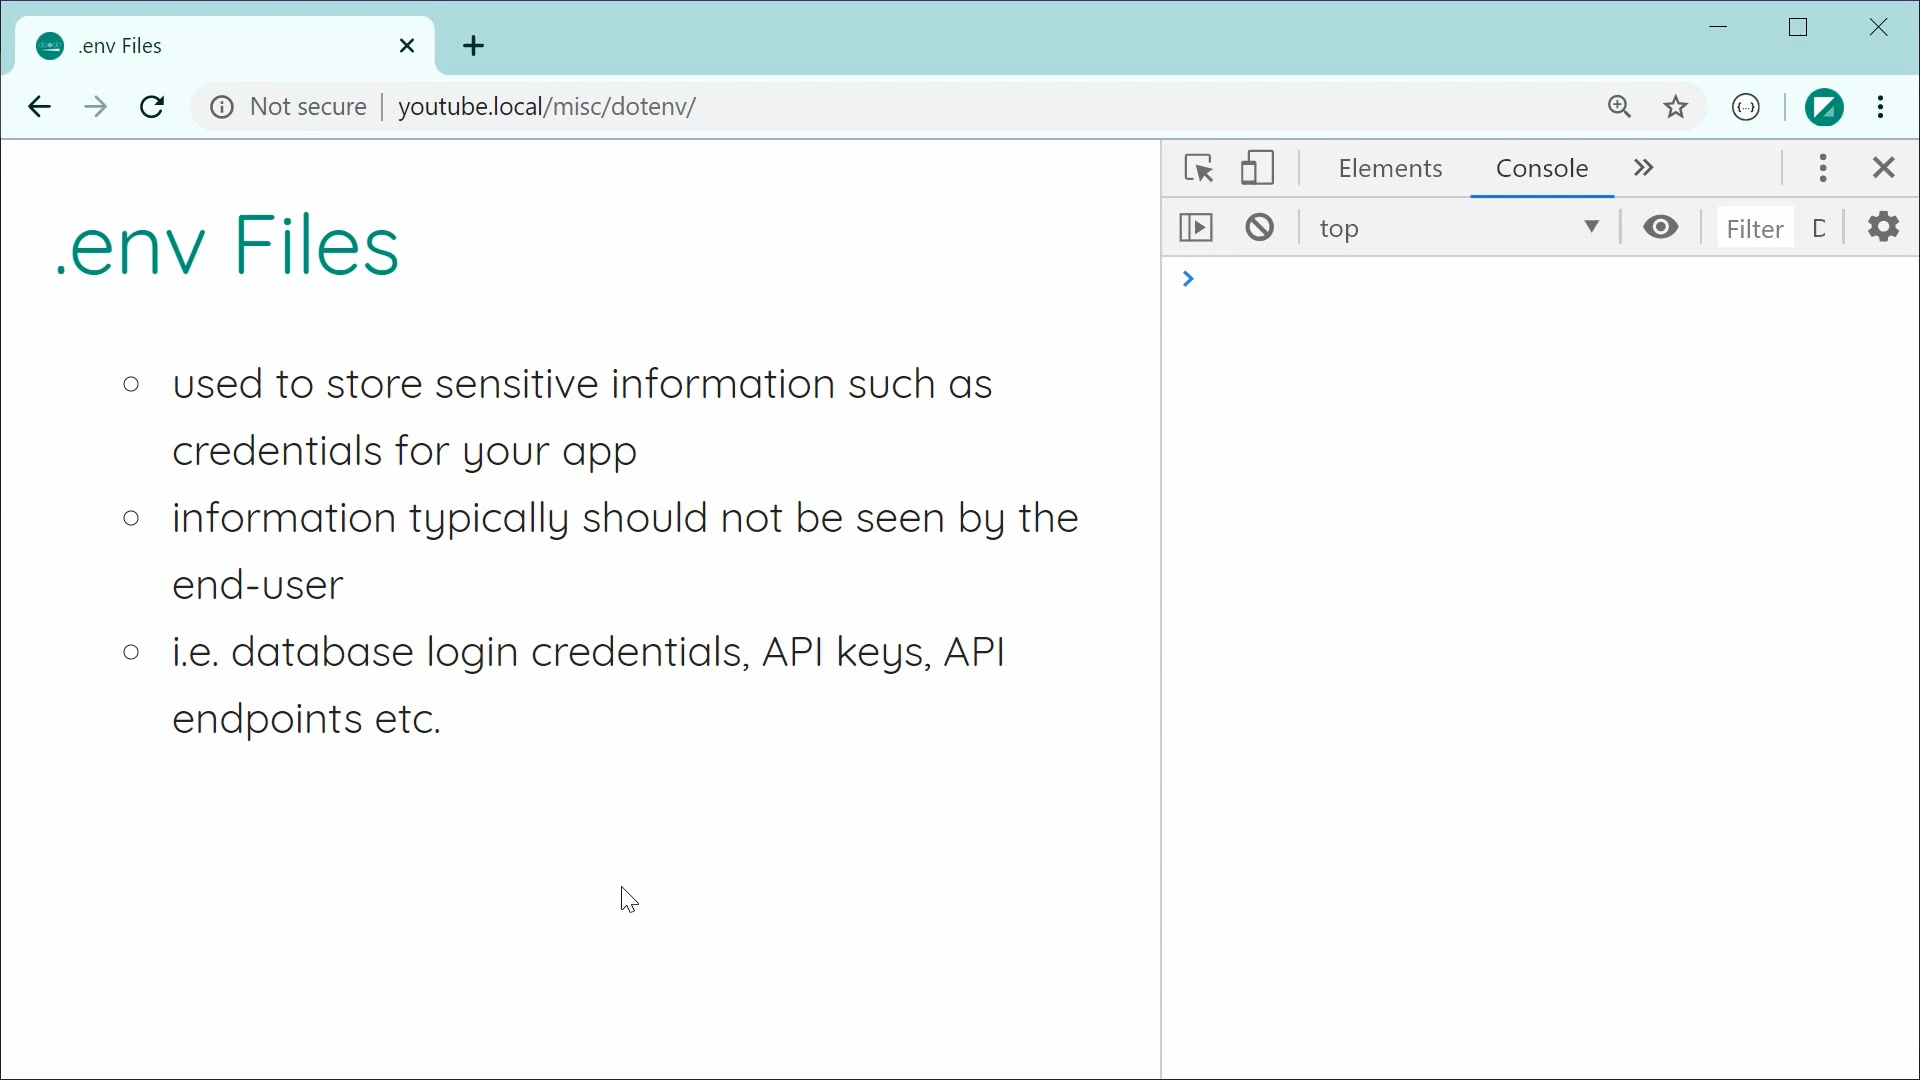 .env Files
Not secure youtube.local/misc/dotenv/
Elements Console
top Filter
.env Files
used to store sensitive information such as
credentials for your app
information typically should not be seen by the
end-user
i.e. database login credentials, API keys, API
endpoints etc.